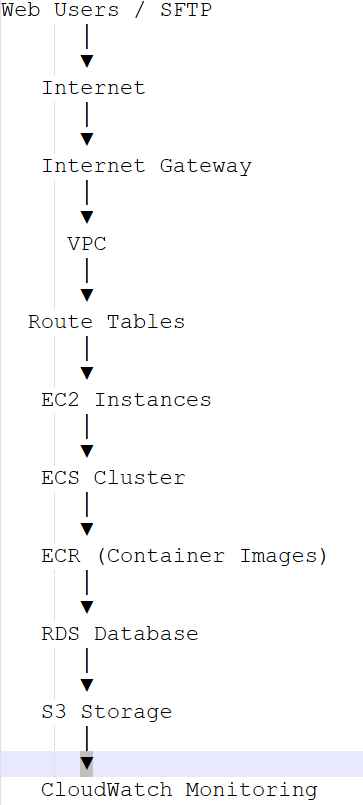 Web Users / SFTP
Internet
Internet Gateway
VPC
Route Tables
EC2 Instances
ECS Cluster
ECR (Container Images)
RDS Database
S3 Storage
CloudWatch Monitoring